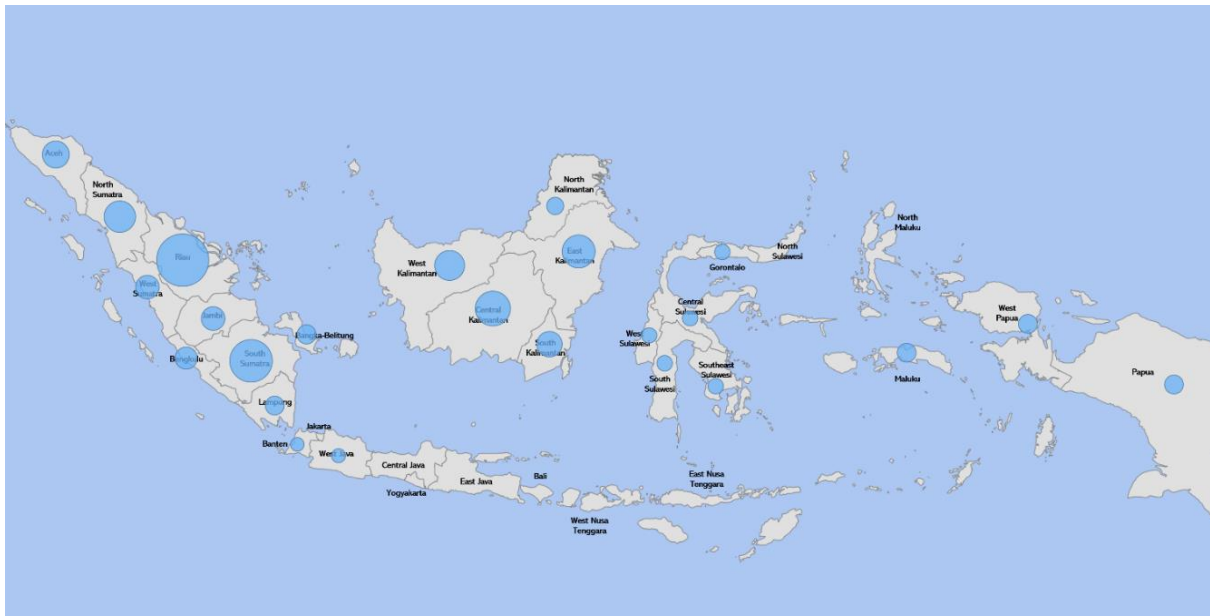 Aceh
North
Sumatra
Riau
West
Sumatra
Jambi
Bangka-Belitung
Bengkulu
South
Sumatra
Lampung
Jakarta
Banten
West Java
Central Java
Yogyakarta
East Java
Bali
West Nusa
Tenggara
East Nusa
Tenggara
North
Kalimantan
West
Kalimantan
East
Kalimantan
Central
Kalimantan
South
Kalimantan
North
Sulawesi
Gorontalo
Central
Sulawesi
West
Sulawesi
South
Sulawesi
Southeast
Sulawesi
North
Maluku
Maluku
West
Papua
Papua